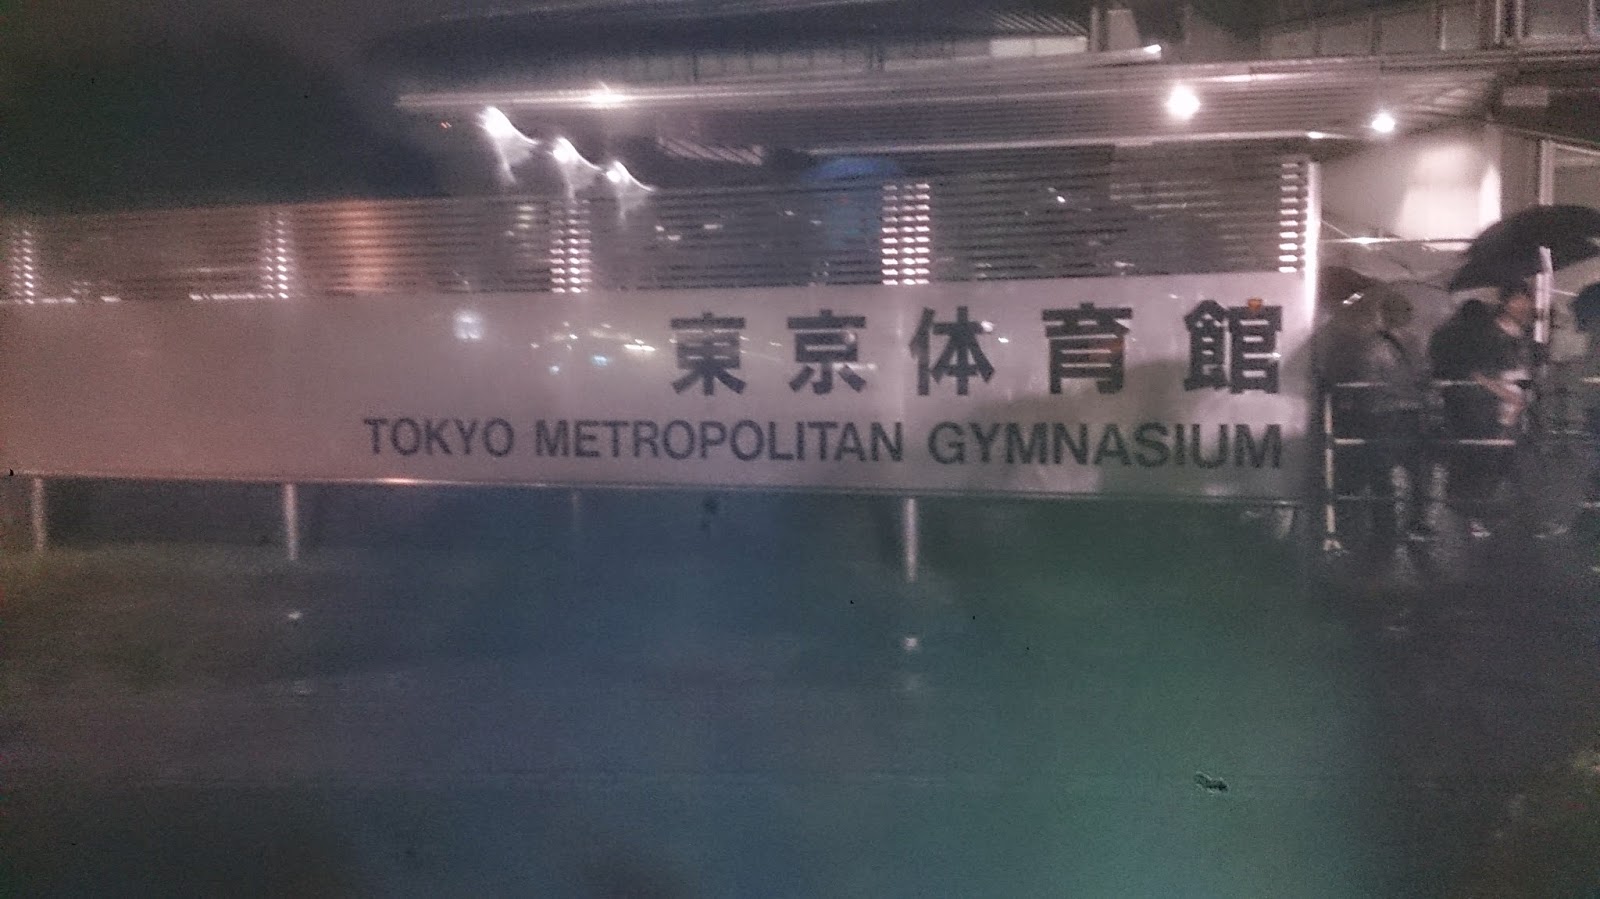 東京体育館
TOKYO METROPOLITAN GYMNASIUM